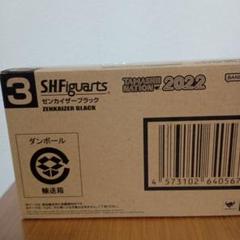 3
S.H.Figuarts
ゼンカイザーブラック
ZENKAIZER BLACK
TAMASHII NATION 2022
BAN
ダンボール
輸送箱
4 573102 640567